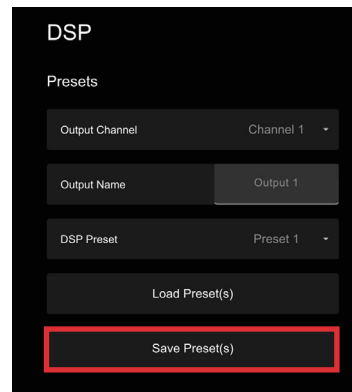 DSP
Presets
Output Channel Channel 1
Output Name Output 1
DSP Preset Preset 1
Load Preset(s)
Save Preset(s)